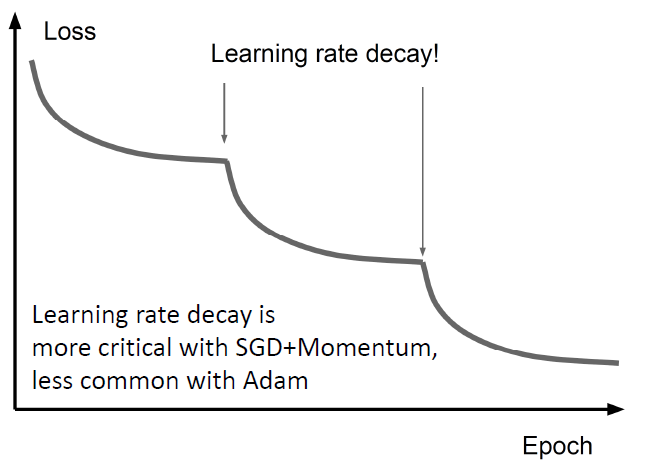 Loss
Learning rate decay!
Learning rate decay is
more critical with SGD+Momentum,
less common with Adam
Epoch